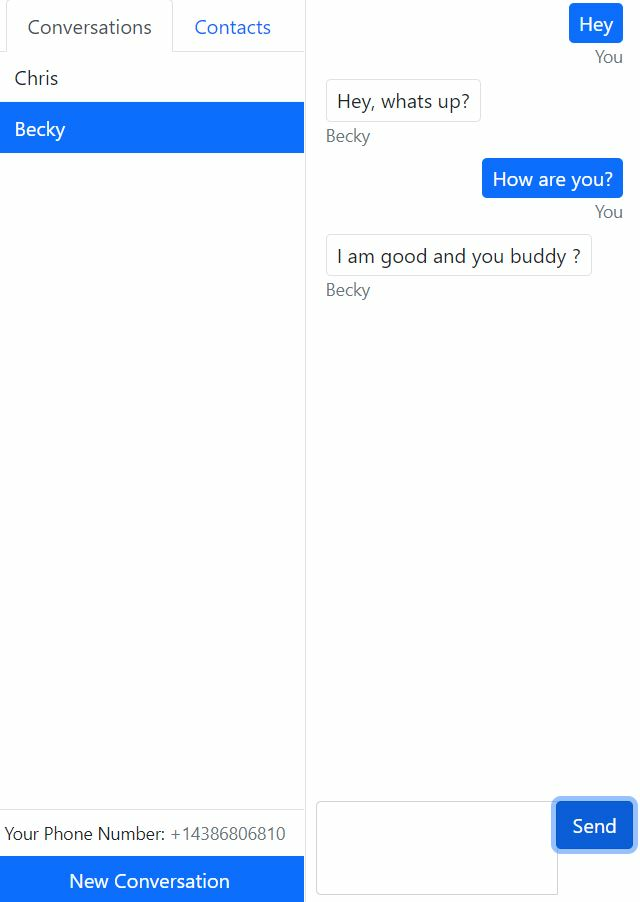 Conversations
Contacts
Chris
Becky
Your Phone Number: +14386806810
New Conversation
Hey
You
Hey, whats up?
Becky
How are you?
You
I am good and you buddy ?
Becky
Send